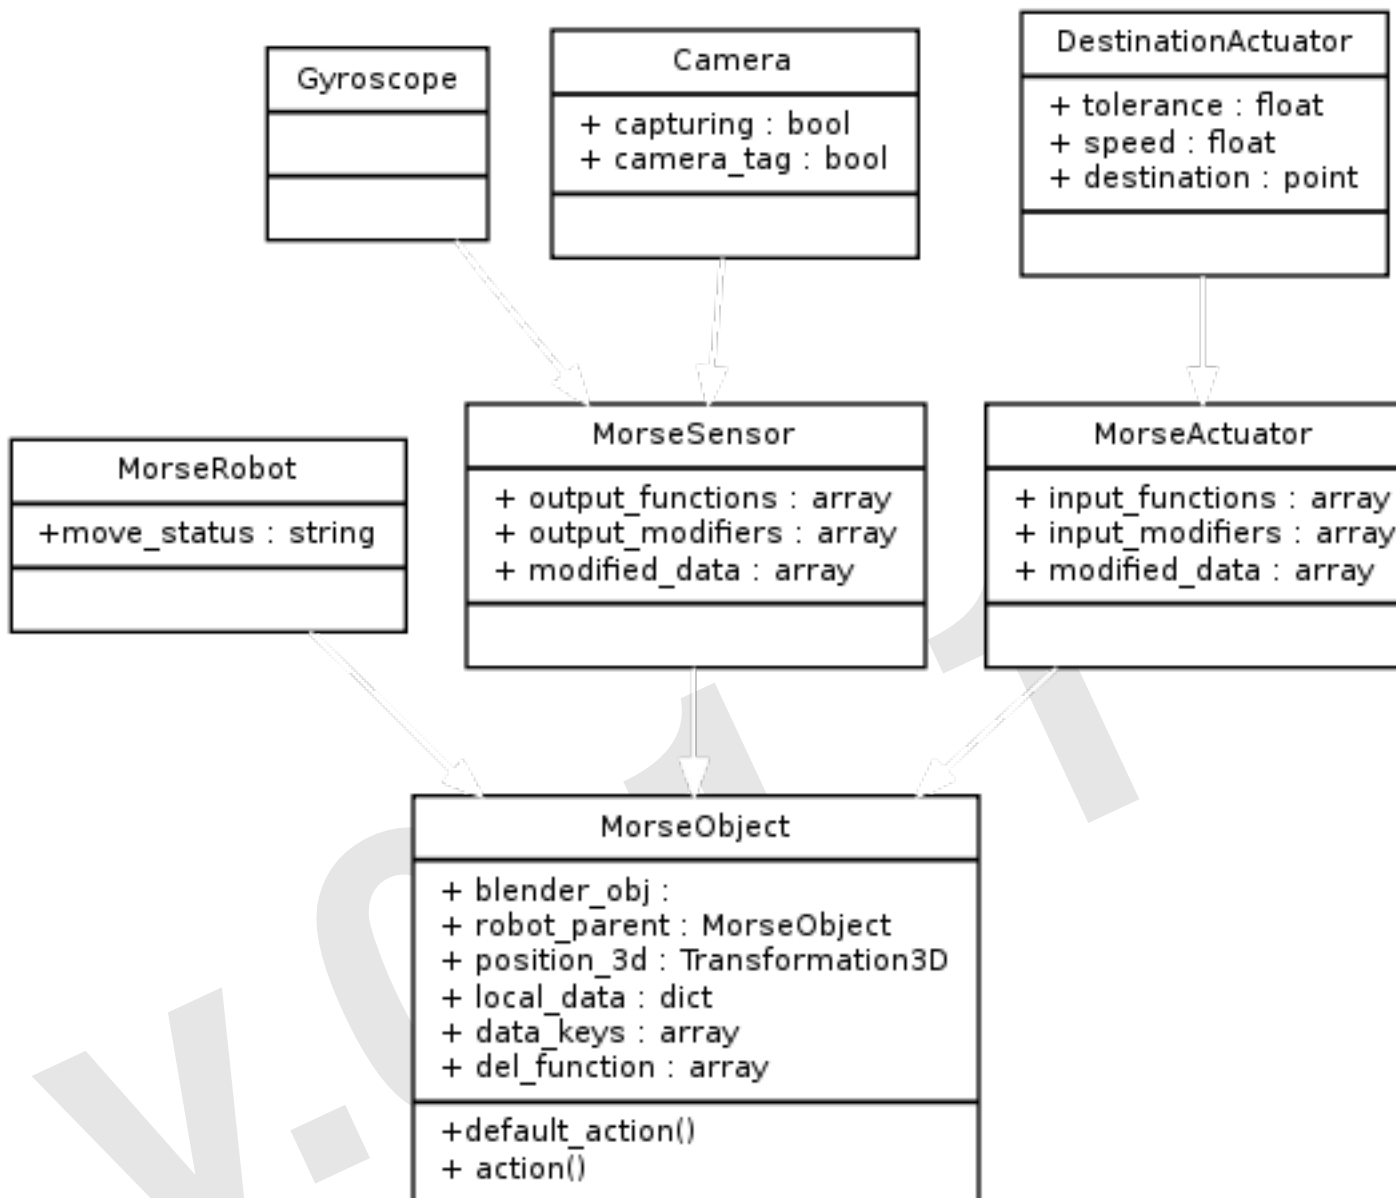 Gyroscope
Camera
+ capturing : bool
+ camera_tag : bool
DestinationActuator
+ tolerance : float
+ speed : float
+ destination : point
MorseRobot
+move_status : string
MorseSensor
+ output_functions : array
+ output_modifiers : array
+ modified_data : array
MorseActuator
+ input_functions : array
+ input_modifiers : array
+ modified_data : array
MorseObject
+ blender_obj :
+ robot_parent : MorseObject
+ position_3d : Transformation3D
+ local_data : dict
+ data_keys : array
+ del_function : array
+default_action()
+ action()